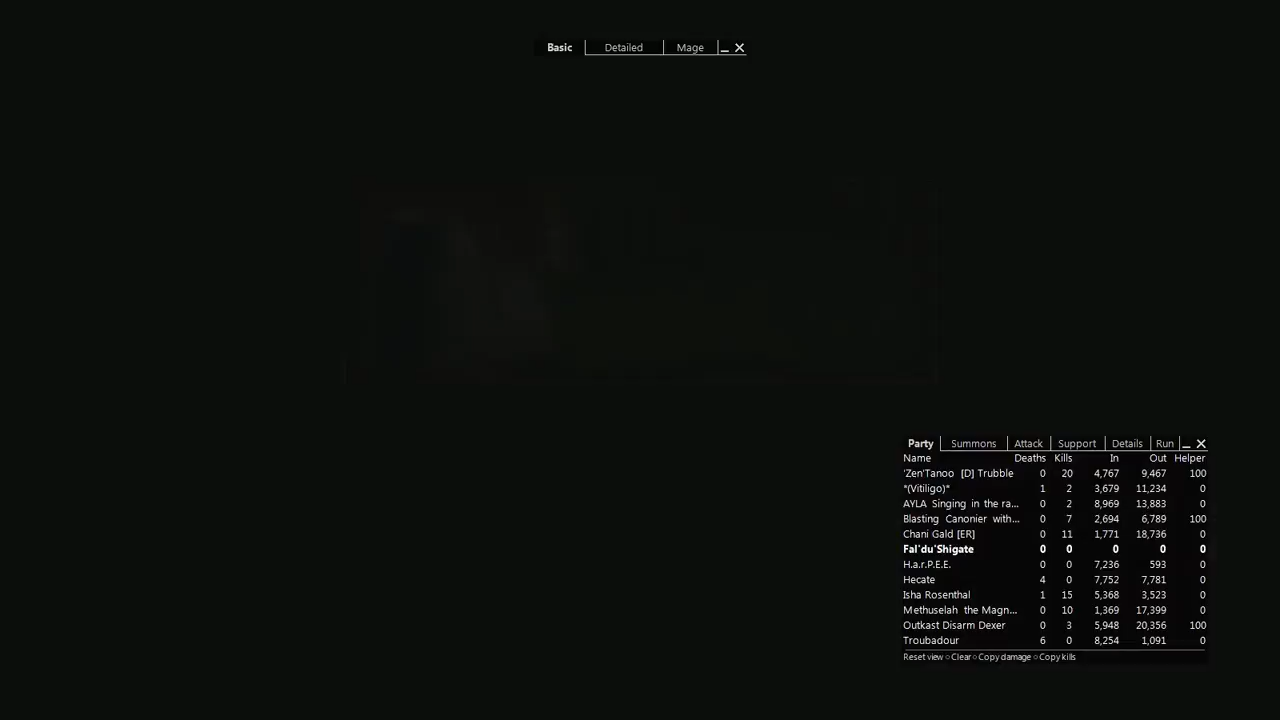 Basic Detailed Mage _ ✕
Party Summons Attack Support Details Run _ ✕
Name Deaths Kills In Out Helper
'Zen'Tanoo [D] Trubble 0 20 4,767 9,467 100
*(Vitiligo)* 1 2 3,679 11,234 0
AYLA Singing in the ra... 0 2 8,969 13,883 0
Blasting Canonier with... 0 7 2,694 6,789 100
Chani Gald [ER] 0 11 1,771 18,736 0
Fal'du'Shigate 0 0 0 0 0
H.a.r.P.E.E. 0 0 7,236 593 0
Hecate 4 0 7,752 7,781 0
Isha Rosenthal 1 15 5,368 3,523 0
Methuselah the Magn... 0 10 1,369 17,399 0
Outkast Disarm Dexer 0 3 5,948 20,356 100
Troubadour 6 0 8,254 1,091 0
Reset view ○ Clear ○ Copy damage ○ Copy kills